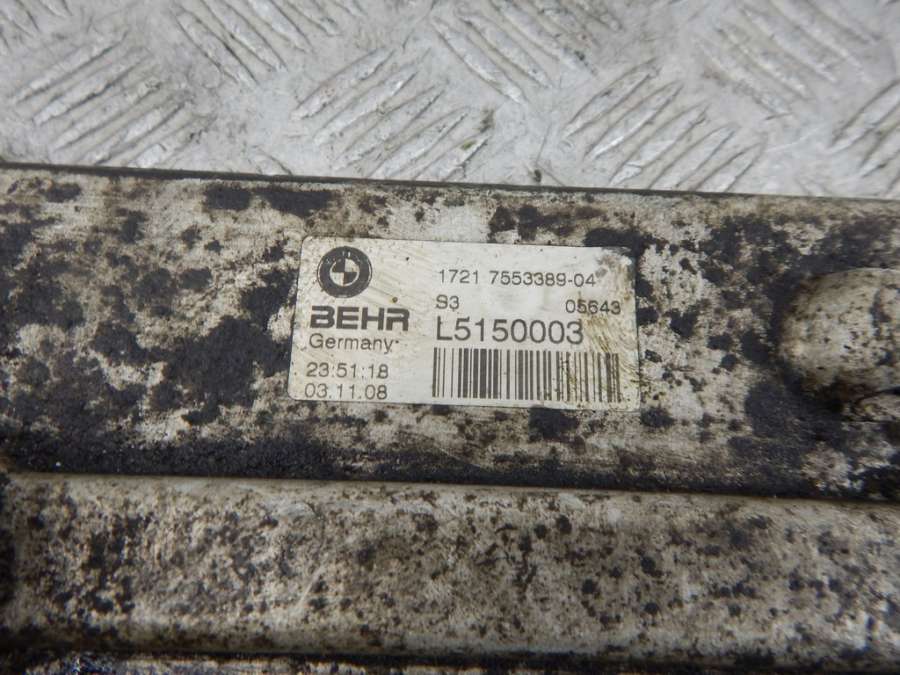 1721 7553389-04
S3 05643
BEHR L5150003
Germany
23:51:18
03.11.08